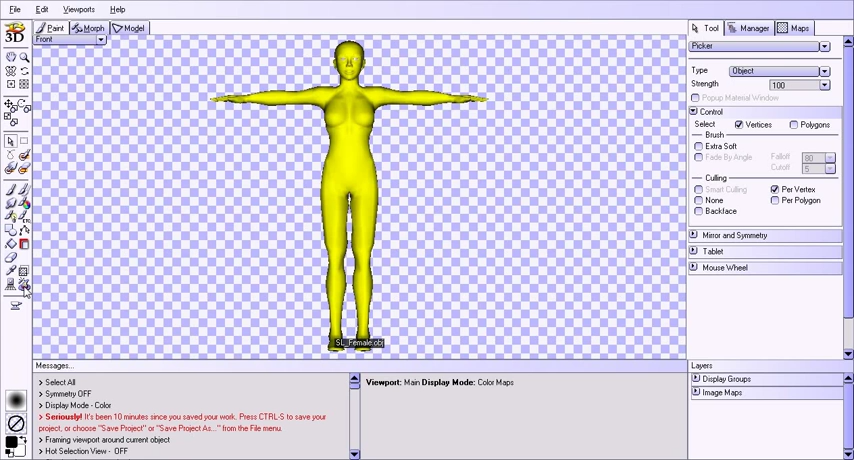 File Edit Viewports Help
3D Paint Morph Model Tool Manager Maps
Front
Picker
Type Object
Strength 100
Popup Material Window
Control
Select Vertices Polygons
Brush
Extra Soft
Fade By Angle Falloff 80
Cutoff 5
Culling
Smart Culling Per Vertex
None Per Polygon
Backface
Mirror and Symmetry
Tablet
Mouse Wheel
SL_Female.obj
Messages...
> Select All
> Symmetry OFF
> Display Mode - Color
> Seriously! It's been 10 minutes since you saved your work. Press CTRL-S to save your
project, or choose "Save Project" or "Save Project As..." from the File menu.
> Framing viewport around current object
> Hot Selection View - OFF
Viewport: Main Display Mode: Color Maps
Layers
Display Groups
Image Maps